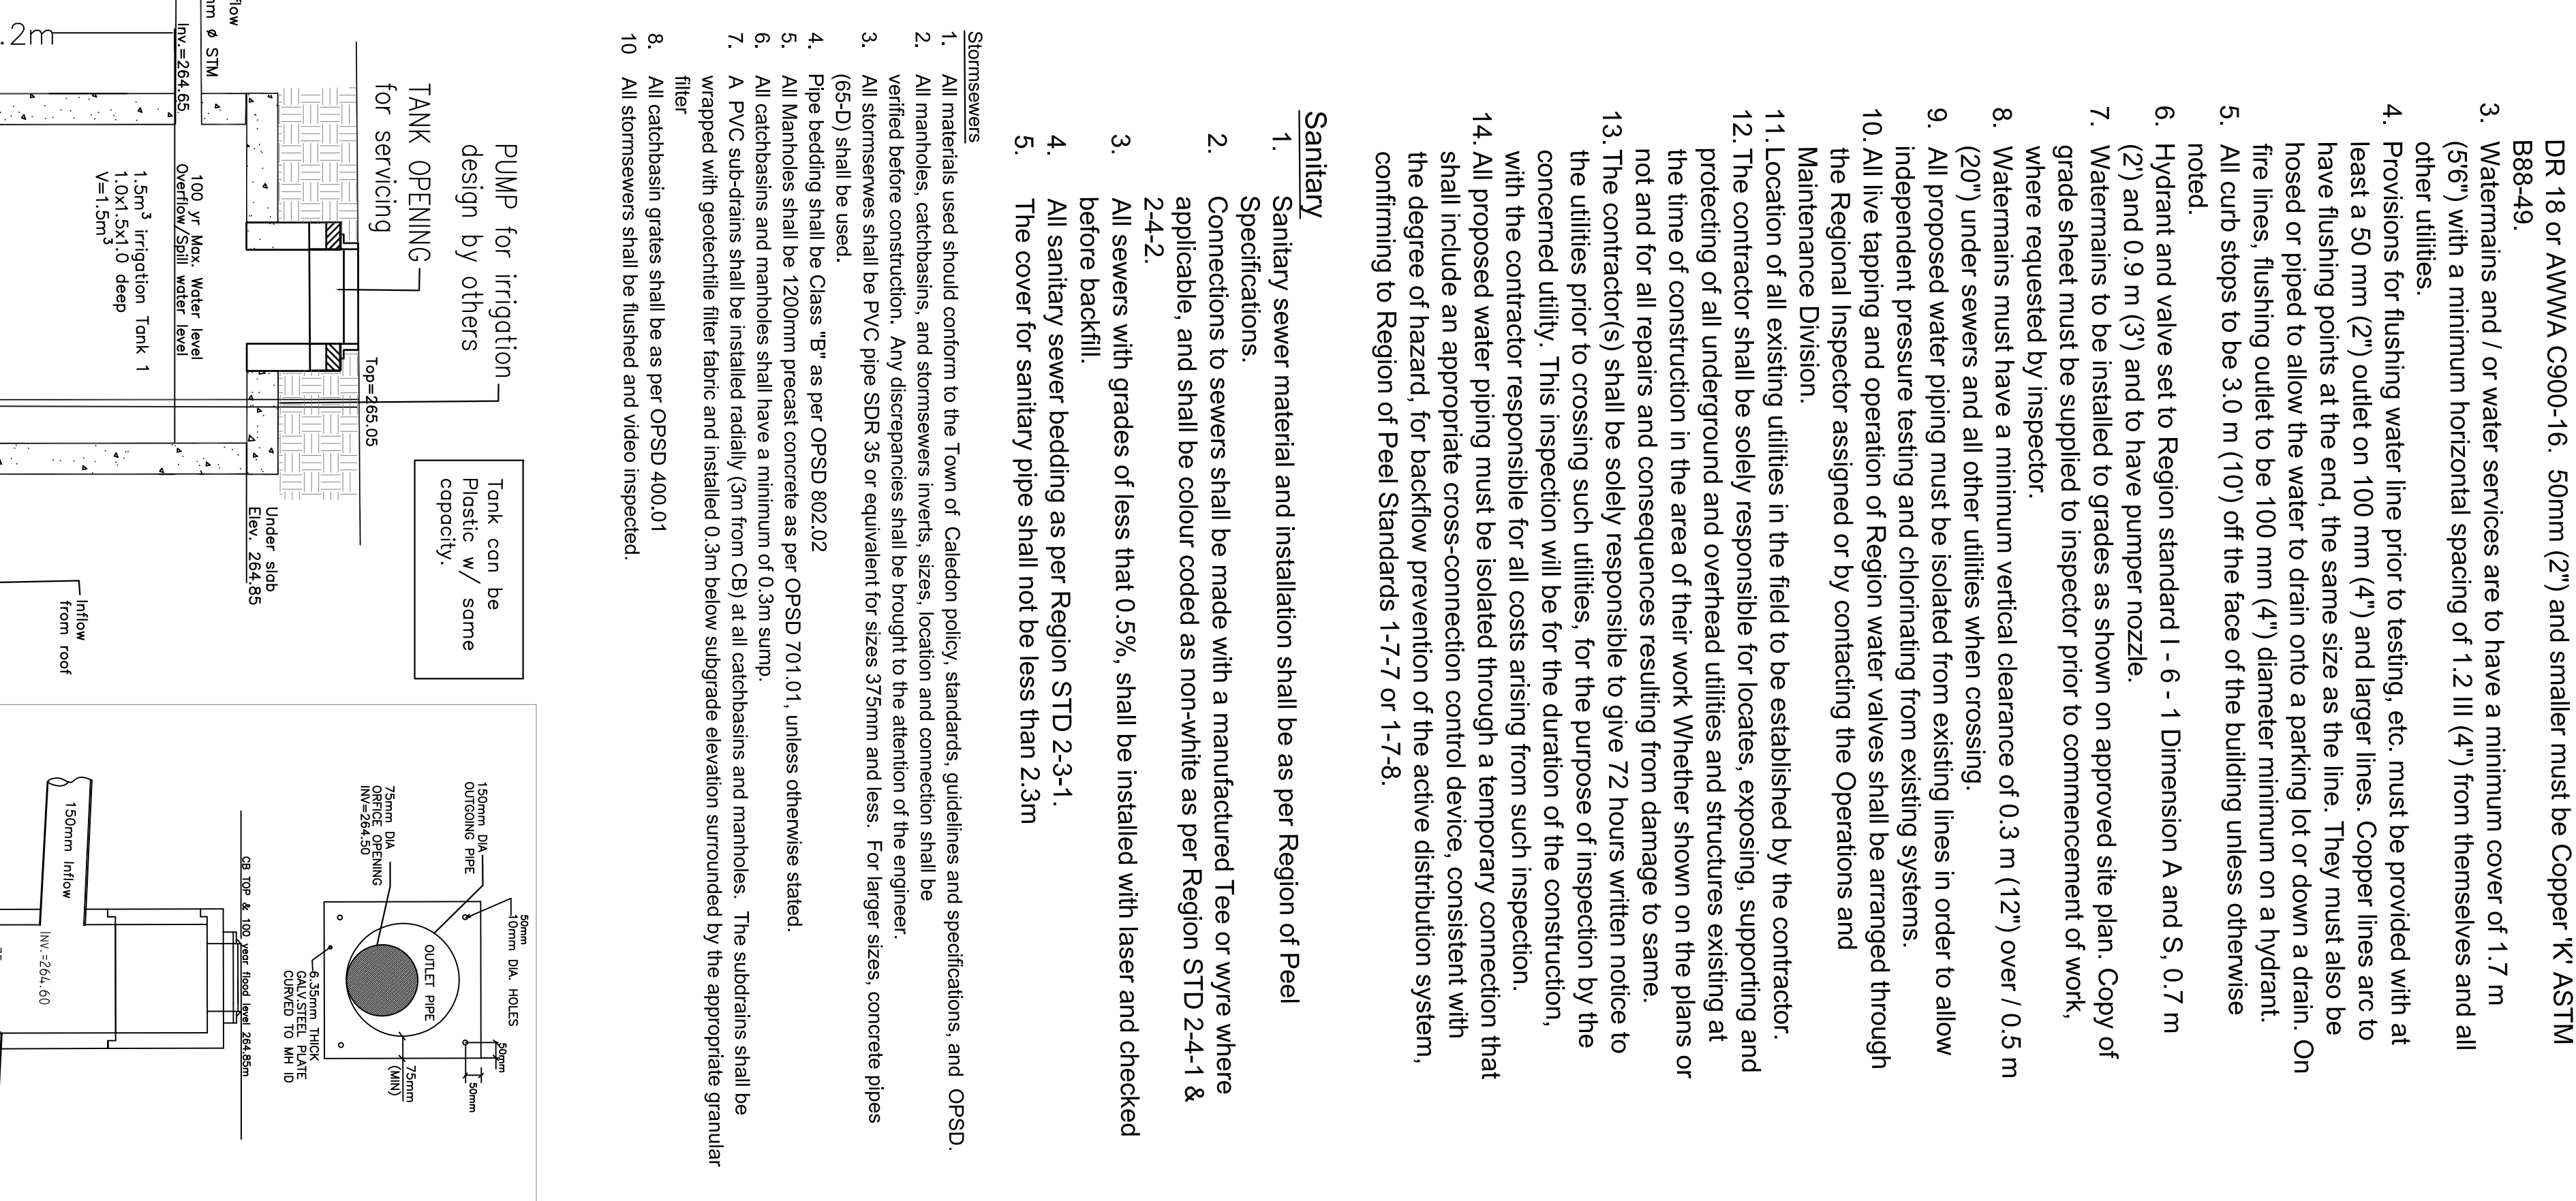 DR 18 or AWWA C900-16.  50mm (2") and smaller must be Copper 'K' ASTM
B88-49.
3. Watermains and / or water services are to have a minimum cover of 1.7 m
(5'6") with a minimum horizontal spacing of 1.2 III (4") from themselves and all
other utilities.
4. Provisions for flushing water line prior to testing, etc. must be provided with at
least a 50 mm (2") outlet on 100 mm (4") and larger lines. Copper lines arc to
have flushing points at the end, the same size as the line. They must also be
hosed or piped to allow the water to drain onto a parking lot or down a drain. On
fire lines, flushing outlet to be 100 mm (4") diameter minimum on a hydrant.
5. All curb stops to be 3.0 m (10') off the face of the building unless otherwise
noted.
6. Hydrant and valve set to Region standard I - 6 - 1 Dimension A and S, 0.7 m
(2') and 0.9 m (3') and to have pumper nozzle.
7. Watermains to be installed to grades as shown on approved site plan. Copy of
grade sheet must be supplied to inspector prior to commencement of work,
where requested by inspector.
8. Watermains must have a minimum vertical clearance of 0.3 m (12") over / 0.5 m
(20") under sewers and all other utilities when crossing.
9. All proposed water piping must be isolated from existing lines in order to allow
independent pressure testing and chlorinating from existing systems.
10. All live tapping and operation of Region water valves shall be arranged through
the Regional Inspector assigned or by contacting the Operations and
Maintenance Division.
11. Location of all existing utilities in the field to be established by the contractor.
12. The contractor shall be solely responsible for locates, exposing, supporting and
protecting of all underground and overhead utilities and structures existing at
the time of construction in the area of their work Whether shown on the plans or
not and for all repairs and consequences resulting from damage to same.
13. The contractor(s) shall be solely responsible to give 72 hours written notice to
the utilities prior to crossing such utilities, for the purpose of inspection by the
concerned utility. This inspection will be for the duration of the construction,
with the contractor responsible for all costs arising from such inspection.
14. All proposed water piping must be isolated through a temporary connection that
shall include an appropriate cross-connection control device, consistent with
the degree of hazard, for backflow prevention of the active distribution system,
confirming to Region of Peel Standards 1-7-7 or 1-7-8.
Sanitary
1. Sanitary sewer material and installation shall be as per Region of Peel
Specifications.
2. Connections to sewers shall be made with a manufactured Tee or wyre where
applicable, and shall be colour coded as non-white as per Region STD 2-4-1 &
2-4-2.
3. All sewers with grades of less that 0.5%, shall be installed with laser and checked
before backfill.
4. All sanitary sewer bedding as per Region STD 2-3-1.
5. The cover for sanitary pipe shall not be less than 2.3m
Stormsewers
1. All materials used should conform to the Town of  Caledon policy, standards, guidelines and specifications, and  OPSD.
2. All manholes, catchbasins, and stormsewers inverts, sizes, location and connection shall be
verified before construction.  Any discrepancies shall be brought to the attention of the engineer.
3. All stormserwes shall be PVC pipe SDR 35 or equivalent for sizes 375mm and less.  For larger sizes, concrete pipes
(65-D) shall be used.
4. Pipe bedding shall be Class "B" as per OPSD 802.02
5. All Manholes shall be 1200mm precast concrete as per OPSD 701.01, unless otherwise stated.
6. All catchbasins and manholes shall have a minimum of 0.3m sump.
7. A PVC sub-drains shall be installed radially (3m from CB) at all catchbasins and manholes.  The subdrains shall be
wrapped with geotechtile filter fabric and installed 0.3m below subgrade elevation surrounded by the appropriate granular
filter
8. All catchbasin grates shall be as per OPSD 400.01
10 All stormsewers shall be flushed and video inspected.
PUMP for irrigation
design by others
TANK OPENING
for servicing
Top=265.05
Tank can be
Plastic w/ same
capacity.
Under slab
Elev. 264.85
Inflow
from roof
mm ø STM
Inv.=264.65
.2m
100 yr Max. Water level
Overflow/Spill water level
1.5m³ irrigation Tank 1
1.0x1.5x1.0 deep
V=1.5m³
50mm
10mm DIA. HOLES
50mm
50mm
150mm DIA
OUTGOING PIPE
OUTLET PIPE
75mm
(MIN)
75mm DIA
ORFICE OPENING
INV=264.50
6.35mm THICK
GALV.STEEL PLATE
CURVED TO MH ID
CB TOP & 100 year flood level 264.85m
150mm Inflow
INV.=264.60